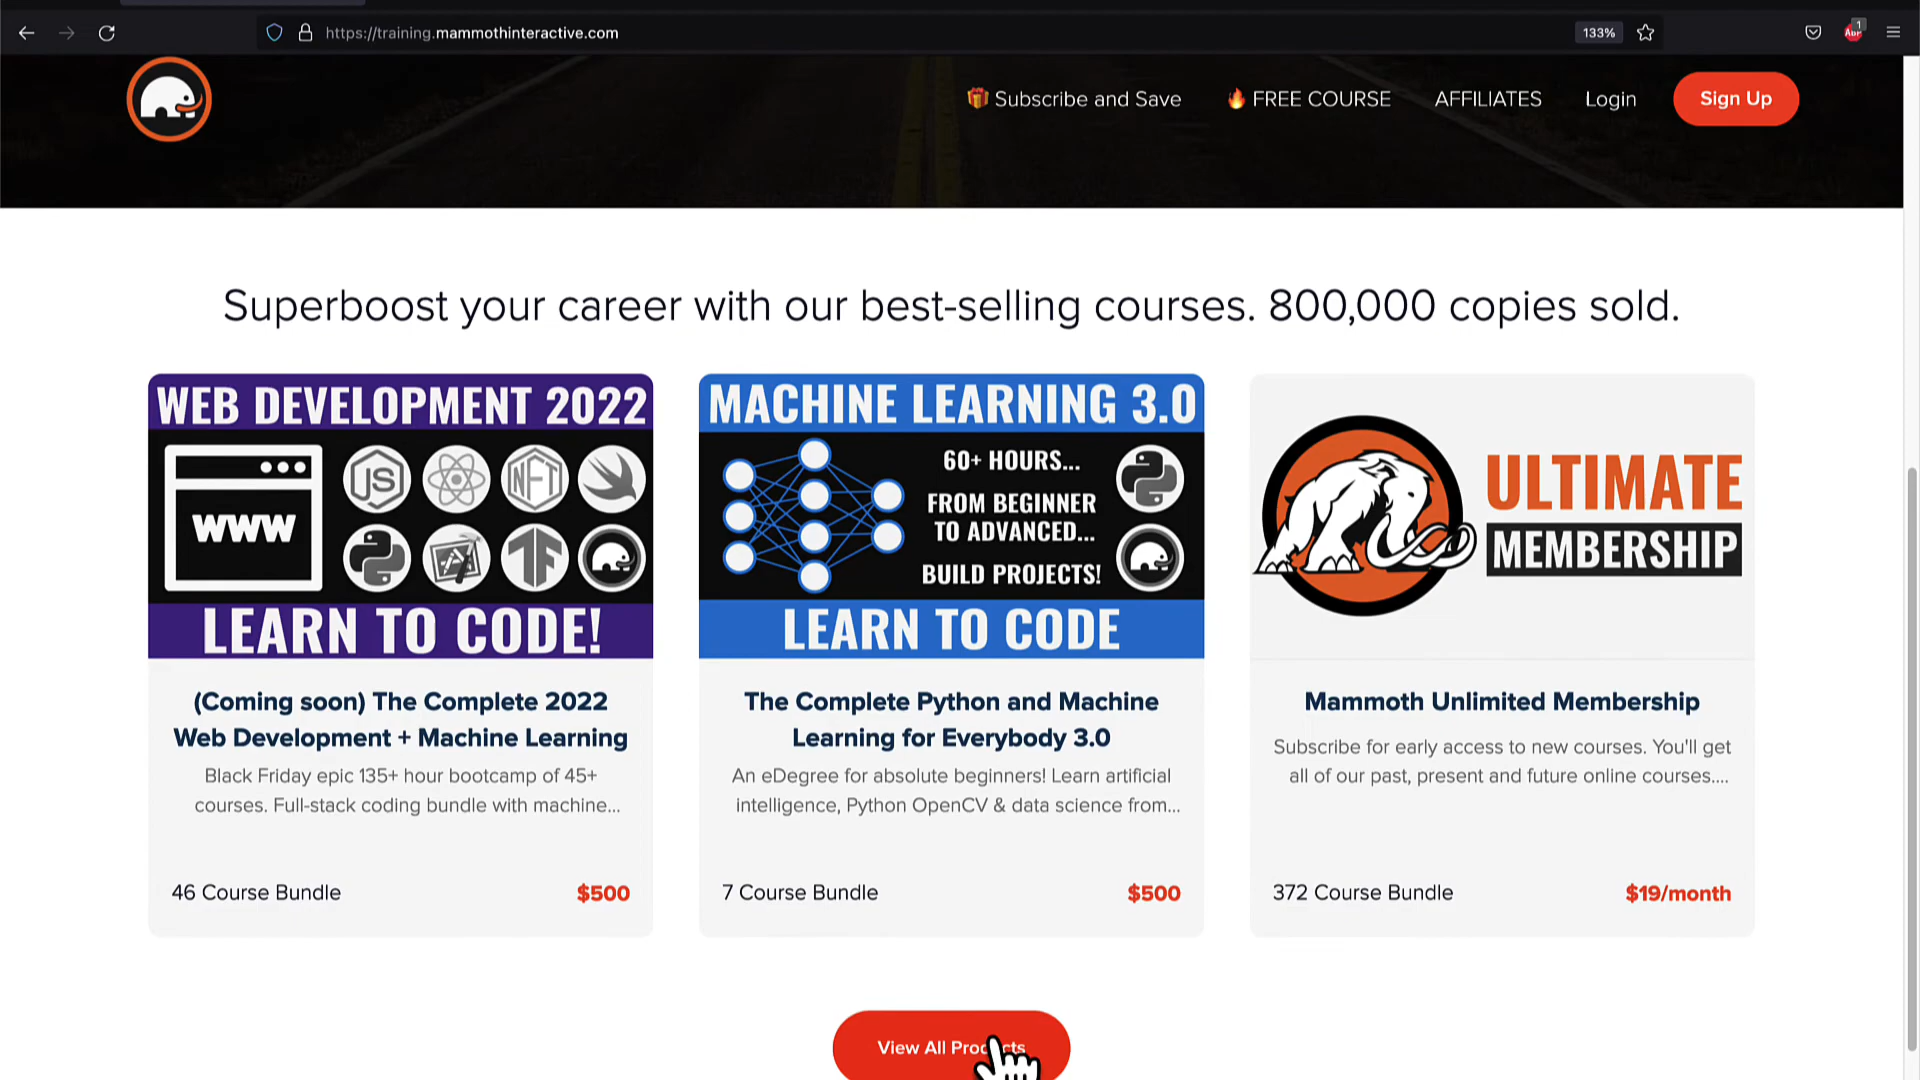 https://training.mammothinteractive.com
133%
1
ABP
Subscribe and Save
FREE COURSE
AFFILIATES
Login
Sign Up
Superboost your career with our best-selling courses. 800,000 copies sold.
WEB DEVELOPMENT 2022
WWW
JS
NFT
LEARN TO CODE!
(Coming soon) The Complete 2022
Web Development + Machine Learning
Black Friday epic 135+ hour bootcamp of 45+
courses. Full-stack coding bundle with machine...
46 Course Bundle
$500
MACHINE LEARNING 3.0
60+ HOURS...
FROM BEGINNER
TO ADVANCED...
BUILD PROJECTS!
LEARN TO CODE
The Complete Python and Machine
Learning for Everybody 3.0
An eDegree for absolute beginners! Learn artificial
intelligence, Python OpenCV & data science from...
7 Course Bundle
$500
ULTIMATE
MEMBERSHIP
Mammoth Unlimited Membership
Subscribe for early access to new courses. You'll get
all of our past, present and future online courses....
372 Course Bundle
$19/month
View All Products